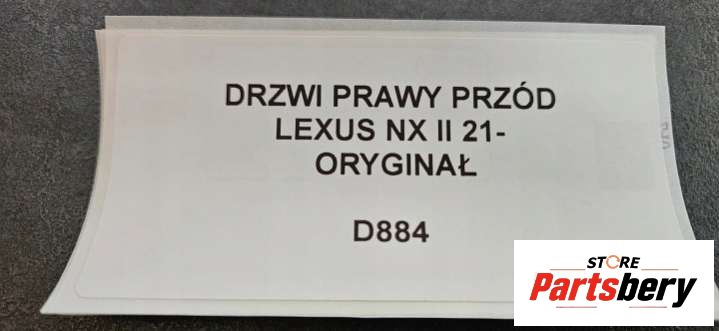 DRZWI PRAWY PRZÓD
LEXUS NX II 21-
ORYGINAŁ
D884
STORE
Partsbery